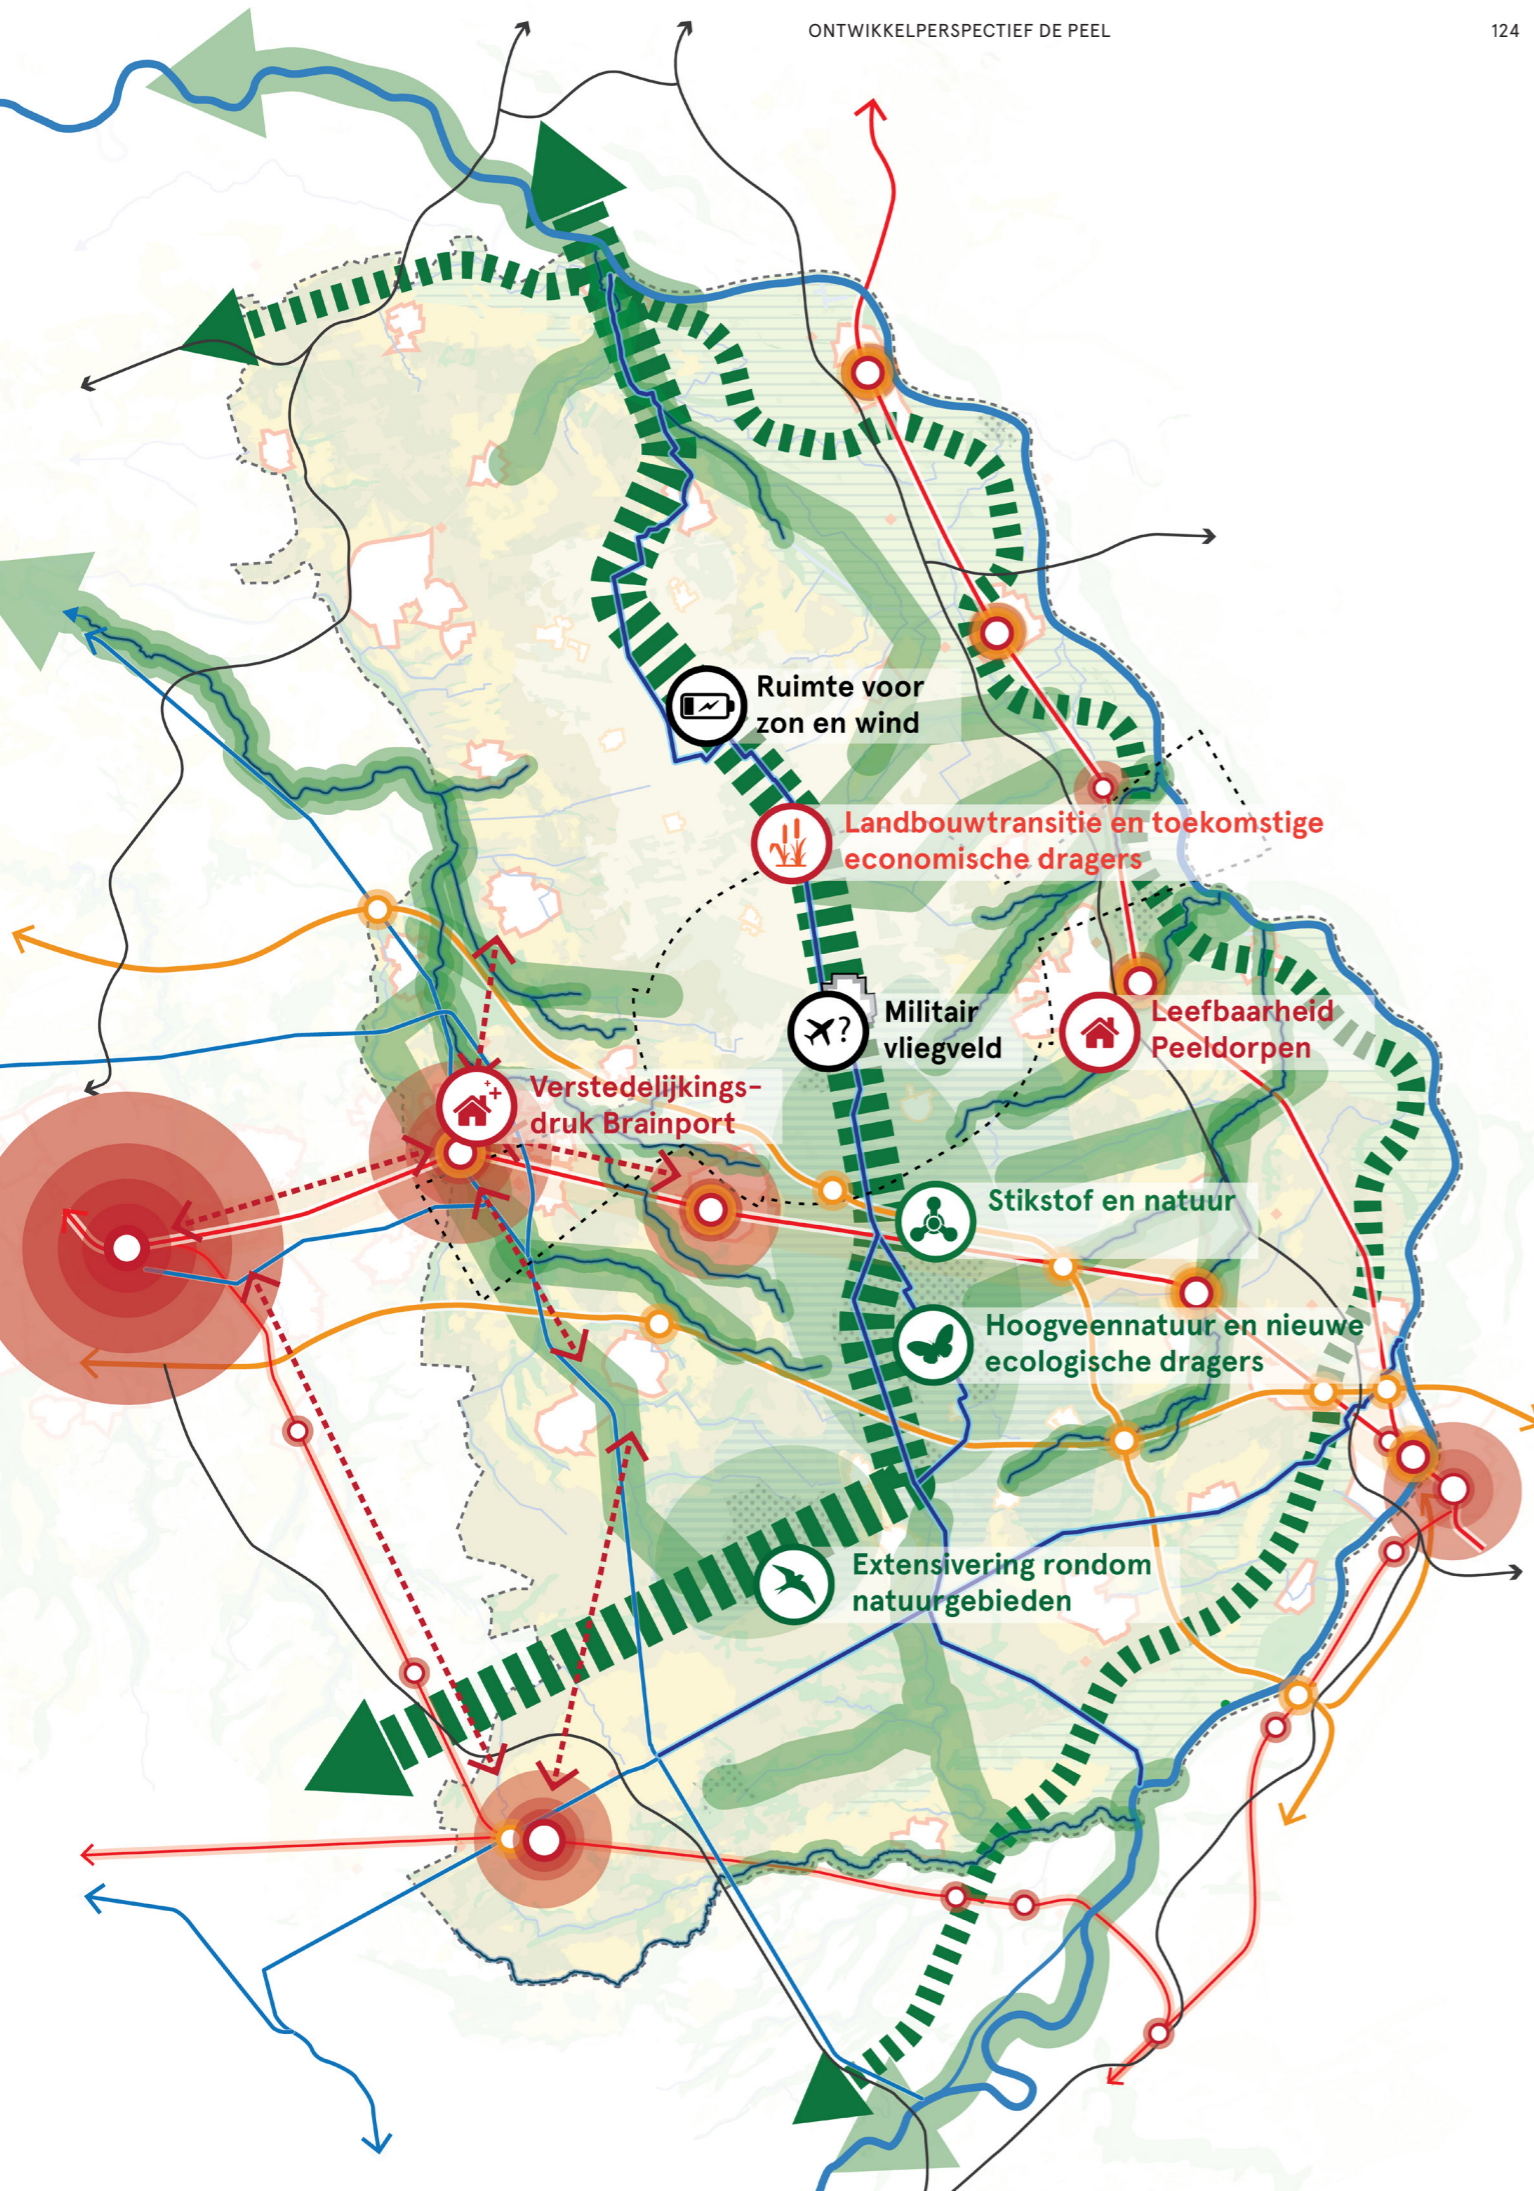 ONTWIKKELPERSPECTIEF DE PEEL
124
Ruimte voor
zon en wind
Landbouwtransitie en toekomstige
economische dragers
?
Militair
vliegveld
Leefbaarheid
Peeldorpen
Verstedelijkings-
druk Brainport
Stikstof en natuur
Hoogveennatuur en nieuwe
ecologische dragers
Extensivering rondom
natuurgebieden